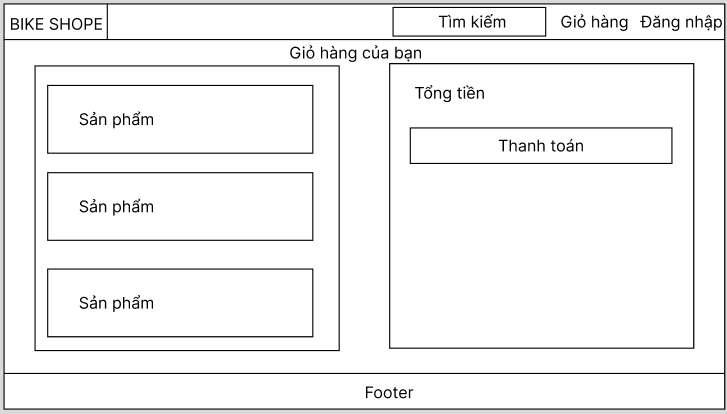 BIKE SHOPE
Tìm kiếm
Giỏ hàng
Đăng nhập
Giỏ hàng của bạn
Sản phẩm
Sản phẩm
Sản phẩm
Tổng tiền
Thanh toán
Footer